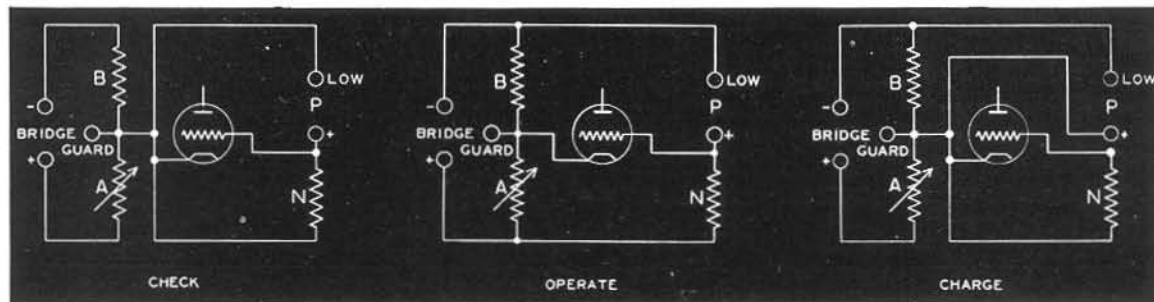 B
LOW
P
-
+
BRIDGE
GUARD
+
A
N
CHECK
B
LOW
P
-
+
BRIDGE
GUARD
+
A
N
OPERATE
B
LOW
P
-
+
BRIDGE
GUARD
+
A
N
CHARGE